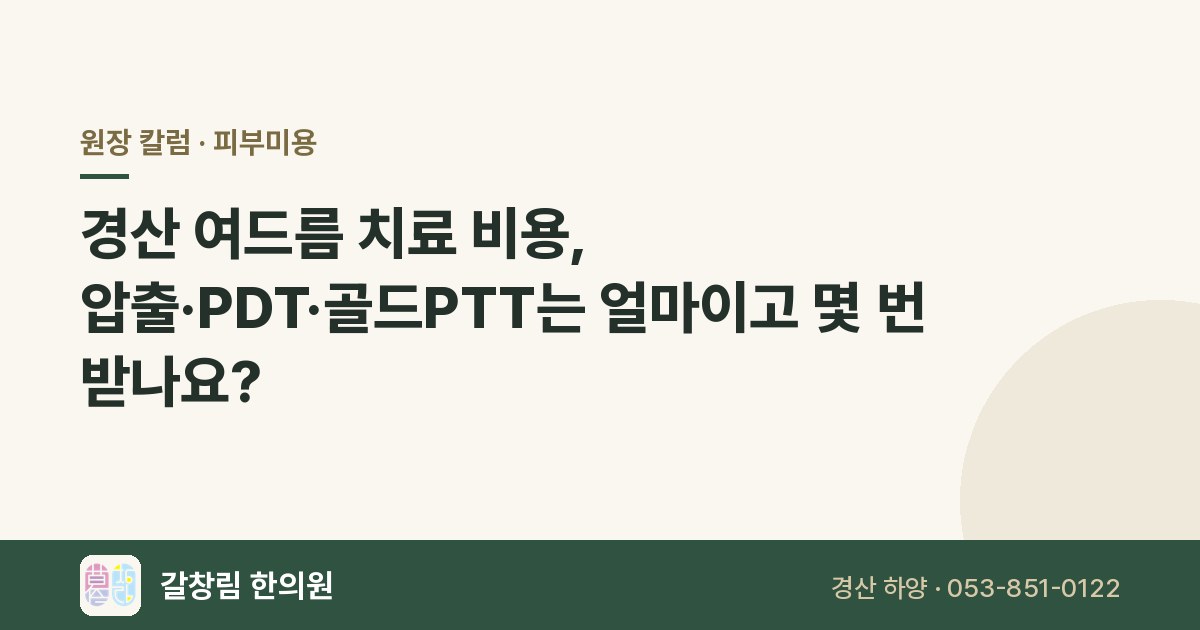 원장 칼럼 · 피부미용
경산 여드름 치료 비용,
압출·PDT·골드PTT는 얼마이고 몇 번
받나요?
갈창림 한의원
경산 하양 · 053-851-0122